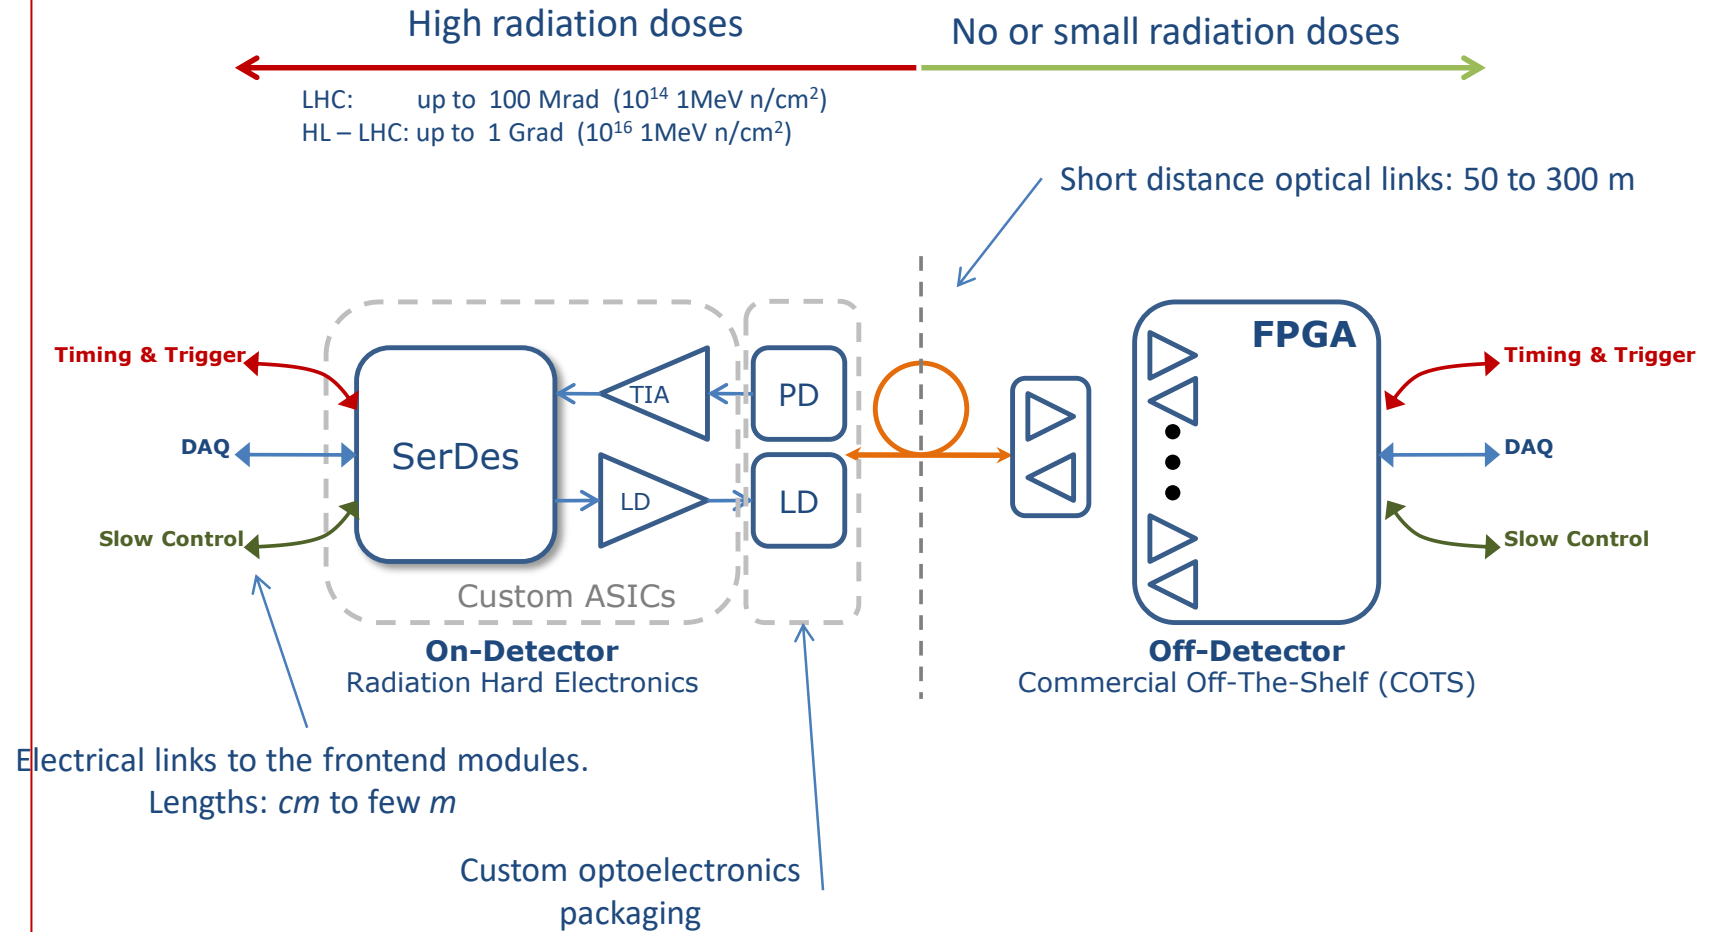 High radiation doses
No or small radiation doses
LHC: up to 100 Mrad (10¹⁴ 1MeV n/cm²)
HL – LHC: up to 1 Grad (10¹⁶ 1MeV n/cm²)
Short distance optical links: 50 to 300 m
FPGA
Timing & Trigger
Timing & Trigger
TIA
PD
DAQ
SerDes
DAQ
LD
LD
Slow Control
Slow Control
Custom ASICs
On-Detector
Radiation Hard Electronics
Off-Detector
Commercial Off-The-Shelf (COTS)
Electrical links to the frontend modules.
Lengths: cm to few m
Custom optoelectronics
packaging